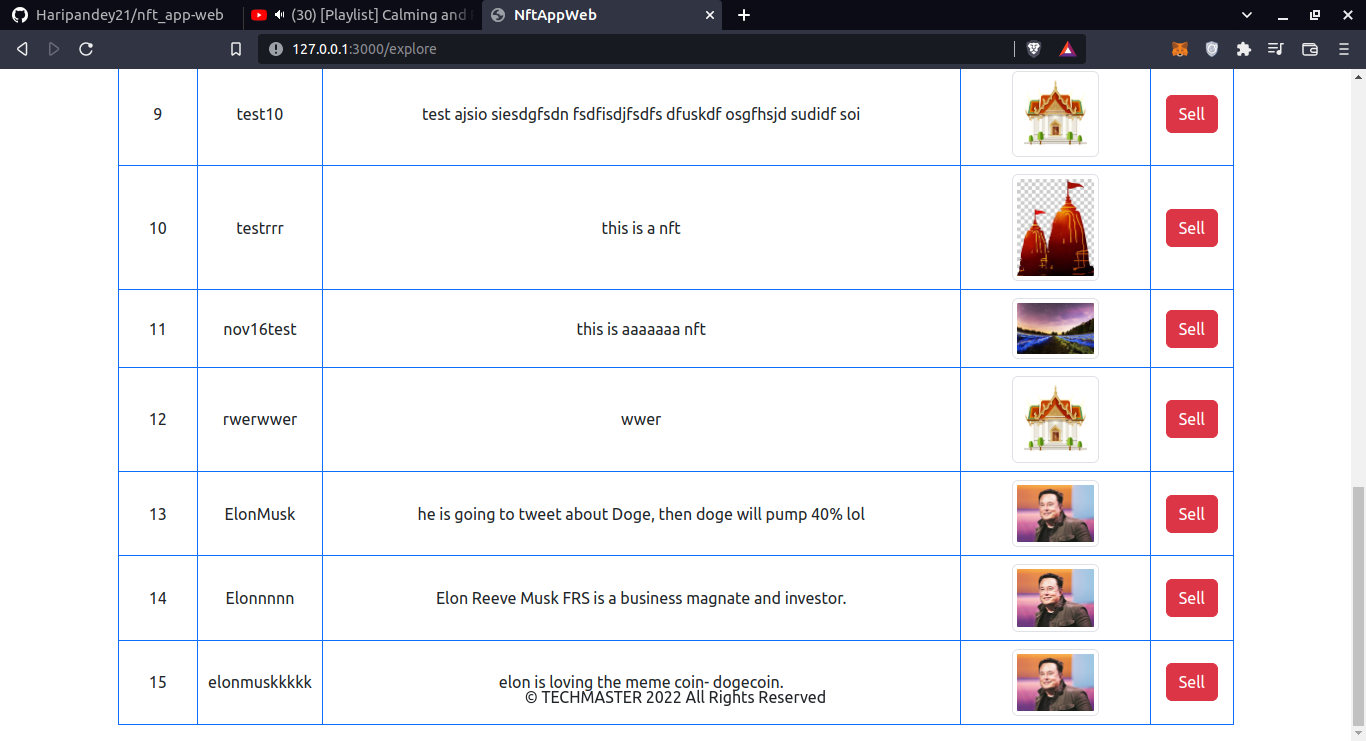 Haripandey21/nft_app-web
(30) [Playlist] Calming and
NftAppWeb
127.0.0.1:3000/explore
9 test10 test ajsio siesdgfsdn fsdfisdjfsdfs dfuskdf osgfhsjd sudidf soi Sell
10 testrrr this is a nft Sell
11 nov16test this is aaaaaaa nft Sell
12 rwerwwer wwer Sell
13 ElonMusk he is going to tweet about Doge, then doge will pump 40% lol Sell
14 Elonnnnn Elon Reeve Musk FRS is a business magnate and investor. Sell
15 elonmuskkkkk elon is loving the meme coin- dogecoin. Sell
© TECHMASTER 2022 All Rights Reserved